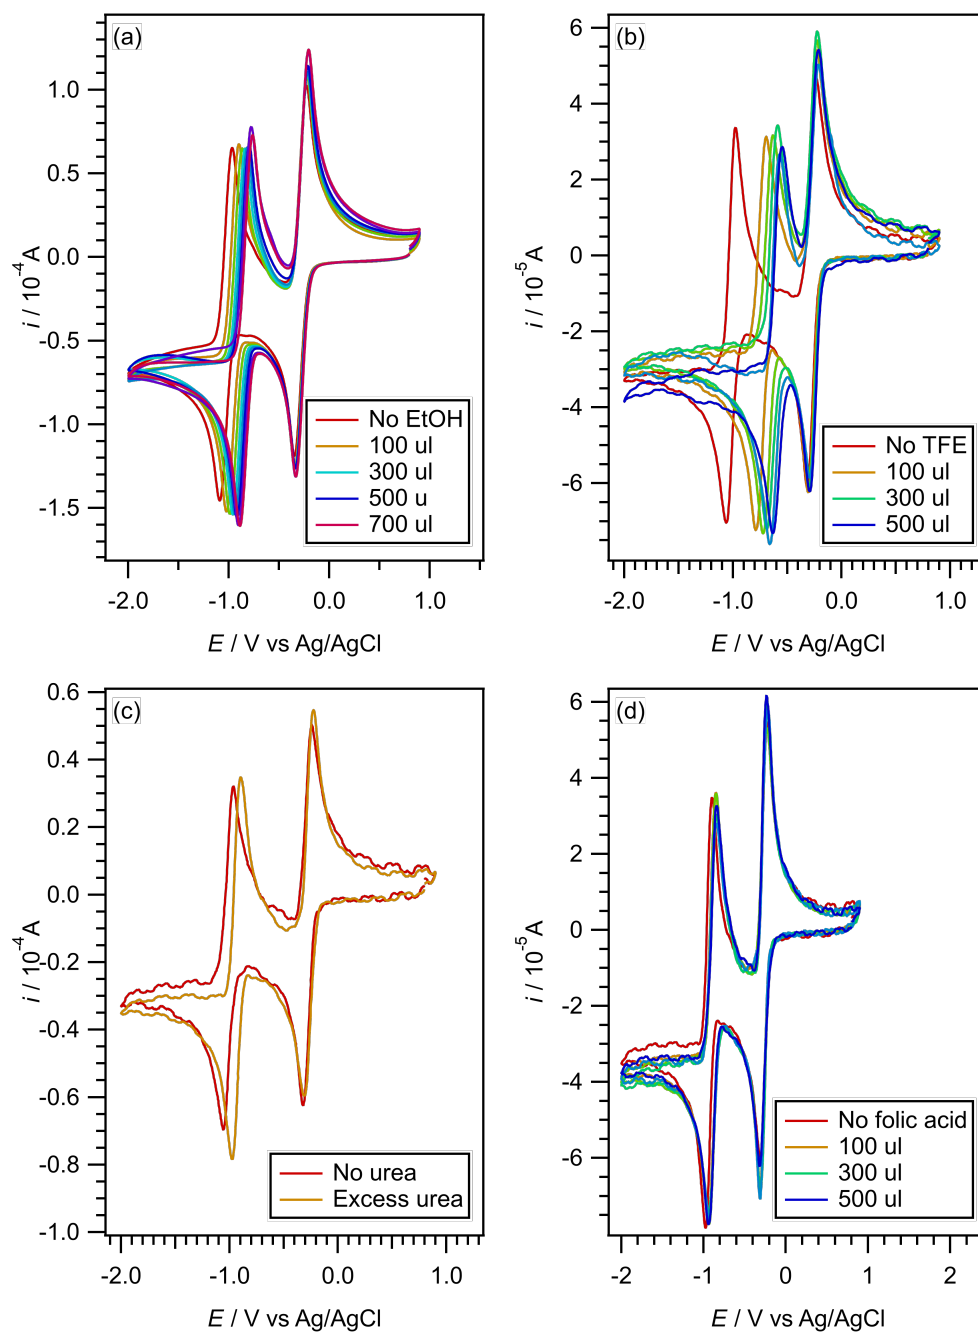 (a)
1.0
0.5
0.0
-0.5
-1.0
-1.5
i / 10-4A
No EtOH
100 ul
300 ul
500 u
700 ul
-2.0 -1.0 0.0 1.0
E / V vs Ag/AgCl
(b)
6
4
2
0
-2
-4
-6
i / 10-5A
No TFE
100 ul
300 ul
500 ul
-2.0 -1.0 0.0 1.0
E / V vs Ag/AgCl
(c)
0.6
0.4
0.2
0.0
-0.2
-0.4
-0.6
-0.8
-1.0
i / 10-4A
No urea
Excess urea
-2.0 -1.0 0.0 1.0
E / V vs Ag/AgCl
(d)
6
4
2
0
-2
-4
-6
i / 10-5A
No folic acid
100 ul
300 ul
500 ul
-2 -1 0 1 2
E / V vs Ag/AgCl